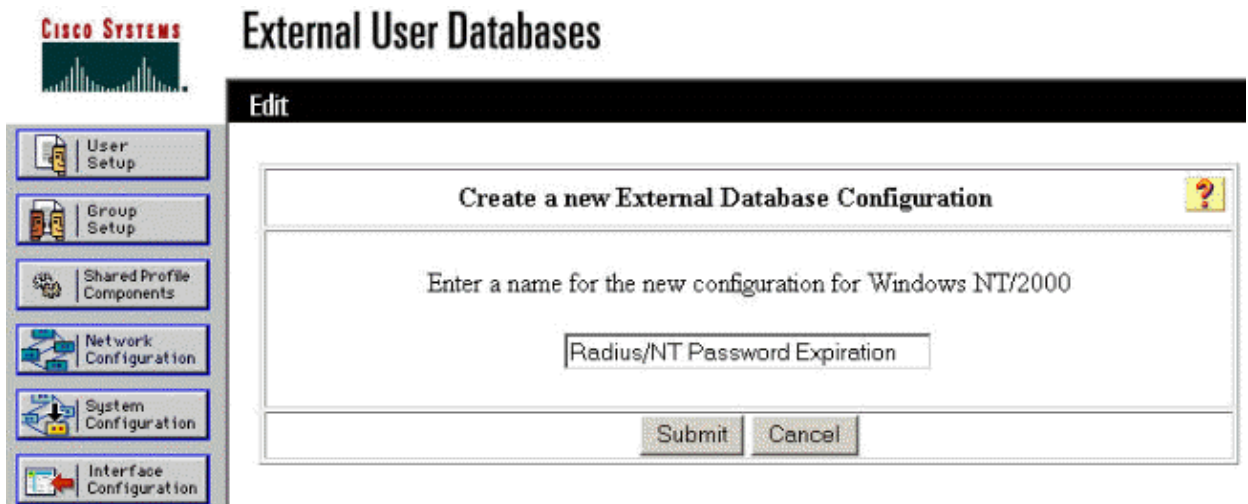 CISCO SYSTEMS
External User Databases
Edit
User
Setup
Group
Setup
Shared Profile
Components
Network
Configuration
System
Configuration
Interface
Configuration
Create a new External Database Configuration
?
Enter a name for the new configuration for Windows NT/2000
Radius/NT Password Expiration
Submit Cancel